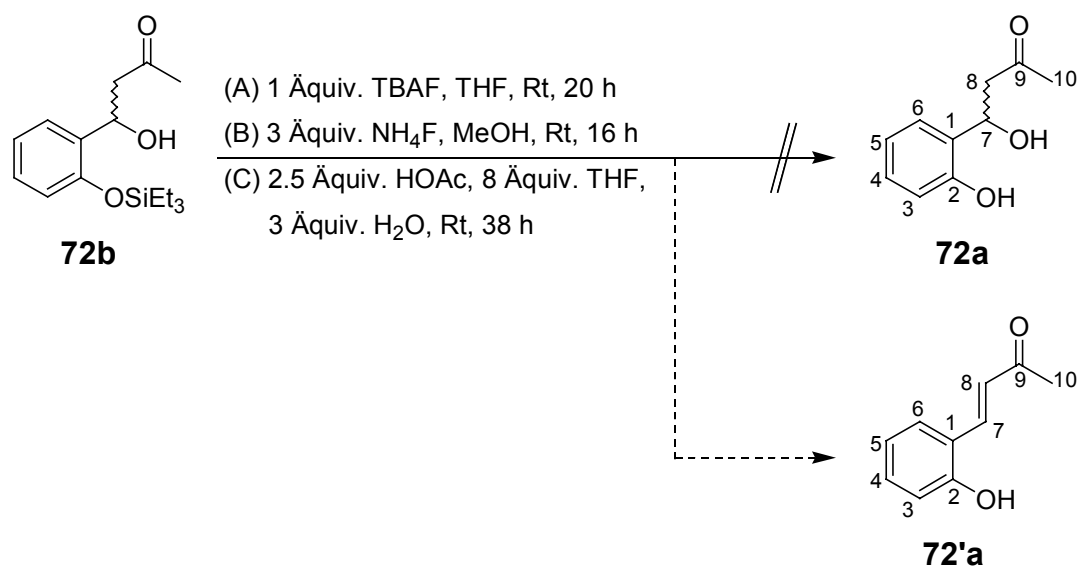 O
OH
OSiEt₃
72b
(A) 1 Äquiv. TBAF, THF, Rt, 20 h
(B) 3 Äquiv. NH₄F, MeOH, Rt, 16 h
(C) 2.5 Äquiv. HOAc, 8 Äquiv. THF,
3 Äquiv. H₂O, Rt, 38 h
O
8 9 10
6
5 1 7 OH
4 2 OH
3
72a
O
8 9 10
6
5 1 7
4 2 OH
3
72'a